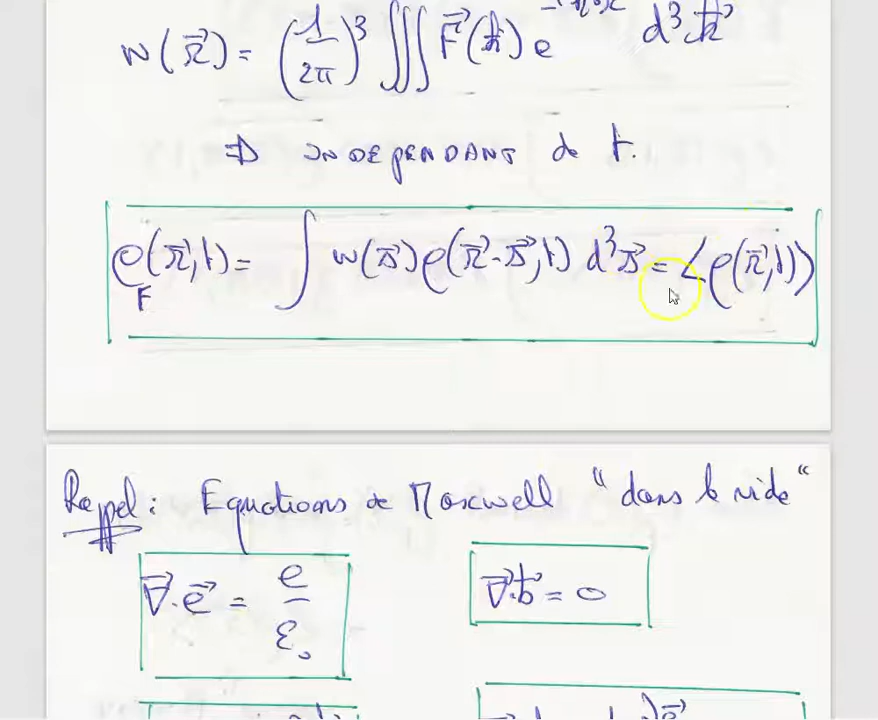 w(r⃗) = (1/2π)³ ∭ F⃗(k⃗) e d³k⃗
⇒ INDEPENDANT de t.
ρ_F(r⃗,t) = ∫ w(s⃗) ρ(r⃗-s⃗,t) d³s⃗ = <ρ(r⃗,t)>
Rappel : Equations de Maxwell "dans le vide"
∇⃗.e⃗ = ρ/ε₀
∇⃗.b⃗ = 0